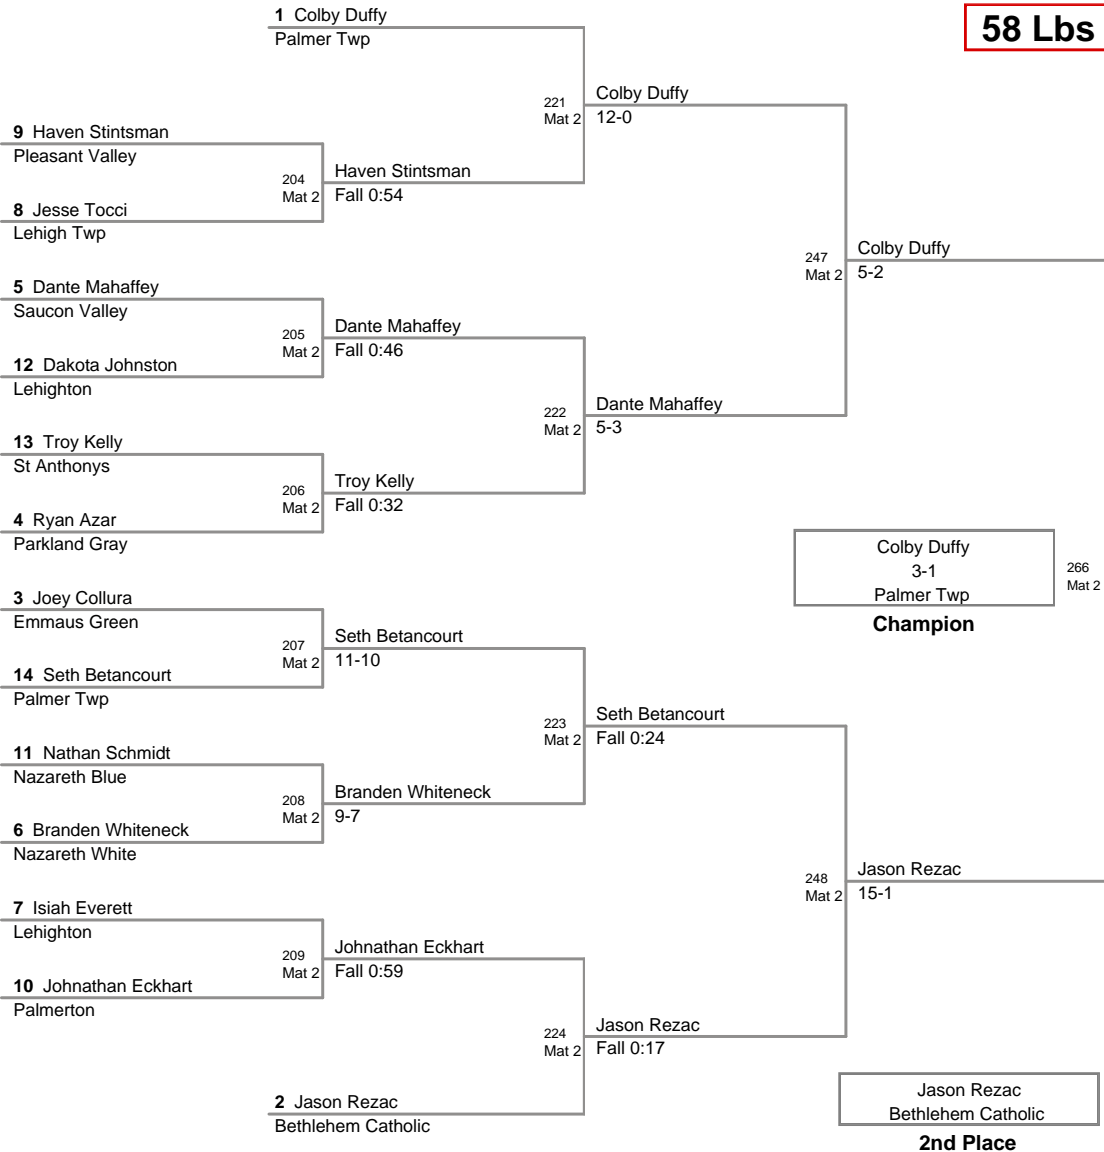 1 Colby Duffy
Palmer Twp
58 Lbs
221
Mat 2
Colby Duffy
12-0
9 Haven Stintsman
Pleasant Valley
204
Mat 2
Haven Stintsman
Fall 0:54
8 Jesse Tocci
Lehigh Twp
247
Mat 2
Colby Duffy
5-2
5 Dante Mahaffey
Saucon Valley
205
Mat 2
Dante Mahaffey
Fall 0:46
12 Dakota Johnston
Lehighton
222
Mat 2
Dante Mahaffey
5-3
13 Troy Kelly
St Anthonys
206
Mat 2
Troy Kelly
Fall 0:32
4 Ryan Azar
Parkland Gray
Colby Duffy
3-1
Palmer Twp
266
Mat 2
Champion
3 Joey Collura
Emmaus Green
207
Mat 2
Seth Betancourt
11-10
14 Seth Betancourt
Palmer Twp
223
Mat 2
Seth Betancourt
Fall 0:24
11 Nathan Schmidt
Nazareth Blue
208
Mat 2
Branden Whiteneck
9-7
6 Branden Whiteneck
Nazareth White
248
Mat 2
Jason Rezac
15-1
7 Isiah Everett
Lehighton
209
Mat 2
Johnathan Eckhart
Fall 0:59
10 Johnathan Eckhart
Palmerton
224
Mat 2
Jason Rezac
Fall 0:17
2 Jason Rezac
Bethlehem Catholic
Jason Rezac
Bethlehem Catholic
2nd Place